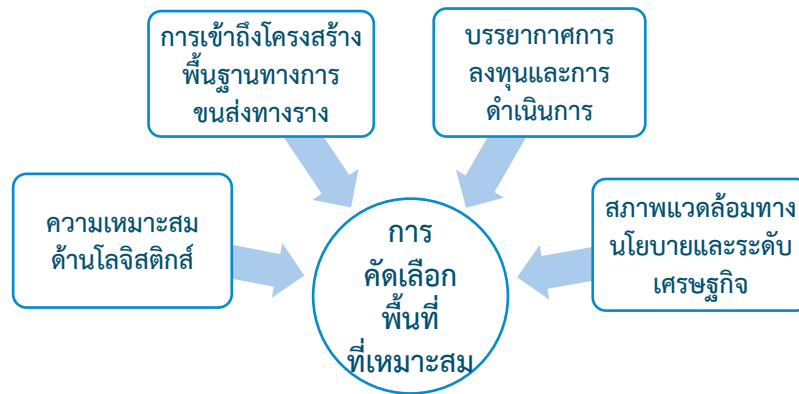 การเข้าถึงโครงสร้าง
พื้นฐานทางการ
ขนส่งทางราง
บรรยากาศการ
ลงทุนและการ
ดำเนินการ
ความเหมาะสม
ด้านโลจิสติกส์
สภาพแวดล้อมทาง
นโยบายและระดับ
เศรษฐกิจ
การ
คัดเลือก
พื้นที่
ที่เหมาะสม